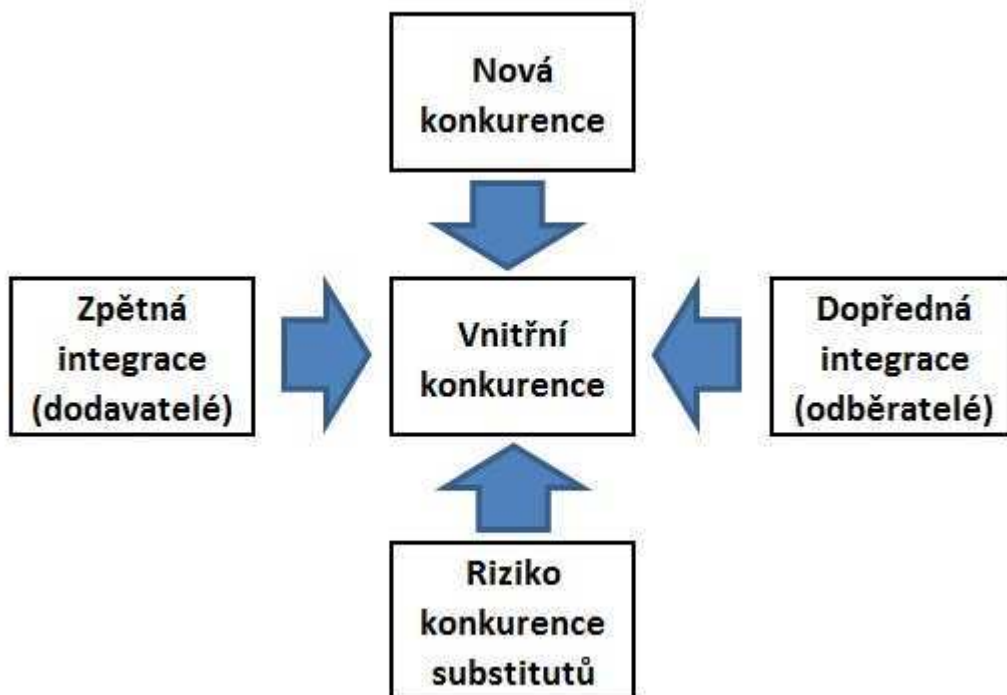 Nová
konkurence
Zpětná
integrace
(dodavatelé)
Vnitřní
konkurence
Dopředná
integrace
(odběratelé)
Riziko
konkurence
substitutů